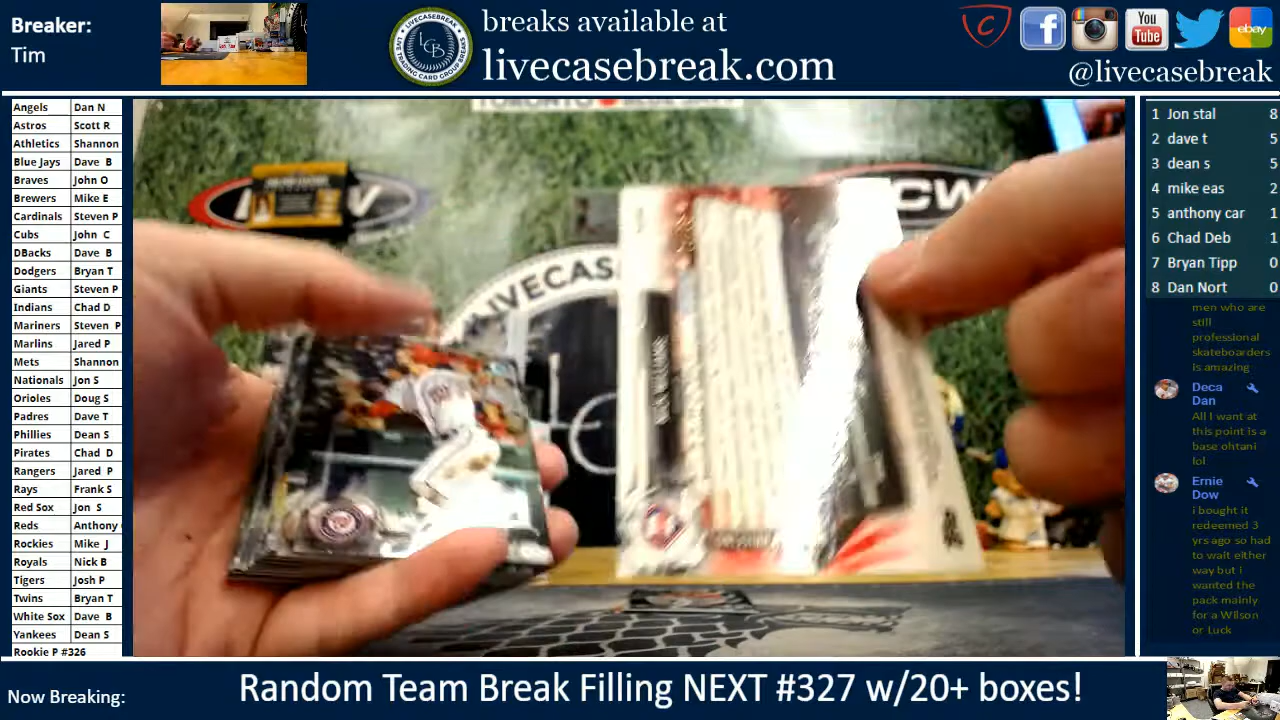 Breaker:
Tim
breaks available at
livecasebreak.com
You
Tube
ebay
@livecasebreak
Angels Dan N
Astros Scott R
Athletics Shannon
Blue Jays Dave B
Braves John O
Brewers Mike E
Cardinals Steven P
Cubs John C
DBacks Dave B
Dodgers Bryan T
Giants Steven P
Indians Chad D
Mariners Steven P
Marlins Jared P
Mets Shannon
Nationals Jon S
Orioles Doug S
Padres Dave T
Phillies Dean S
Pirates Chad D
Rangers Jared P
Rays Frank S
Red Sox Jon S
Reds Anthony
Rockies Mike J
Royals Nick B
Tigers Josh P
Twins Bryan T
White Sox Dave B
Yankees Dean S
Rookie P #326
TORONTO BLUE JAYS
LIVECAS
1 Jon stal 8
2 dave t 5
3 dean s 5
4 mike eas 2
5 anthony car 1
6 Chad Deb 1
7 Bryan Tipp 0
8 Dan Nort 0
men who are
still
professional
skateboarders
is amazing
Deca
Dan
All I want at
this point is a
base ohtani
lol
Ernie
Dow
i bought it
redeemed 3
yrs ago so had
to wait either
way but i
wanted the
pack mainly
for a Wilson
or Luck
Now Breaking:
Random Team Break Filling NEXT #327 w/20+ boxes!